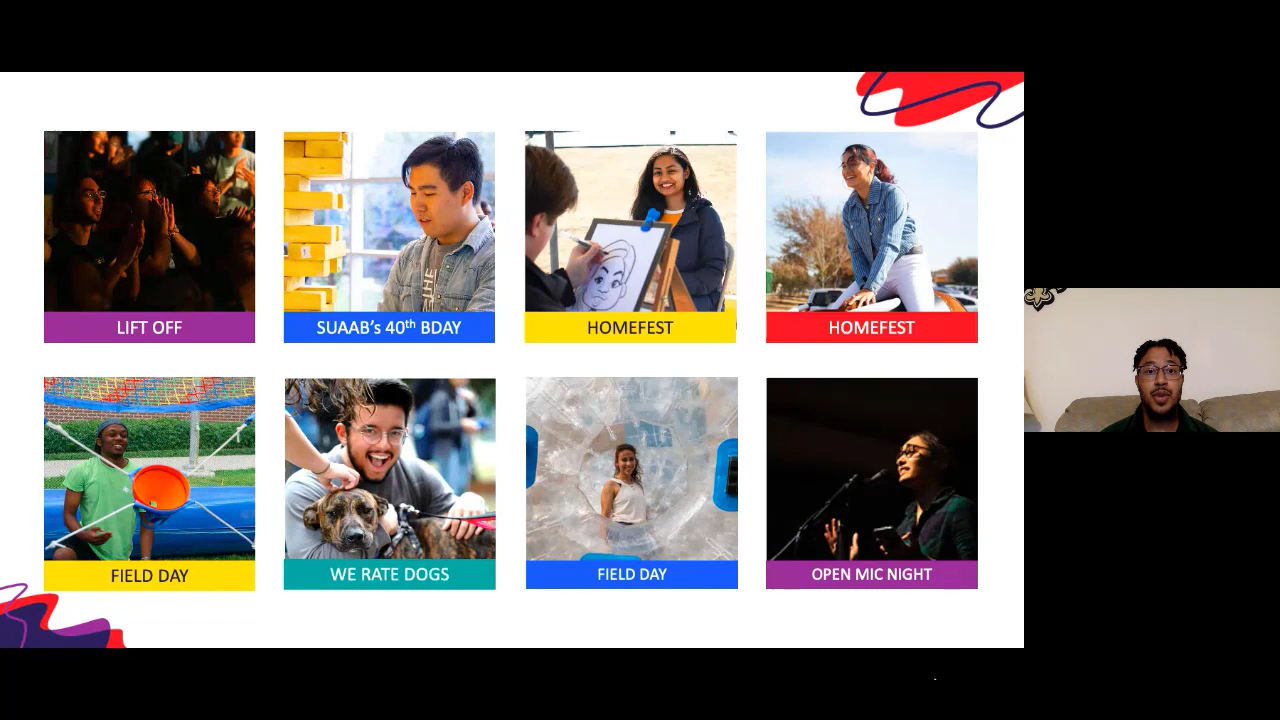 LIFT OFF
SUAAB's 40th BDAY
HOMEFEST
HOMEFEST
FIELD DAY
WE RATE DOGS
FIELD DAY
OPEN MIC NIGHT